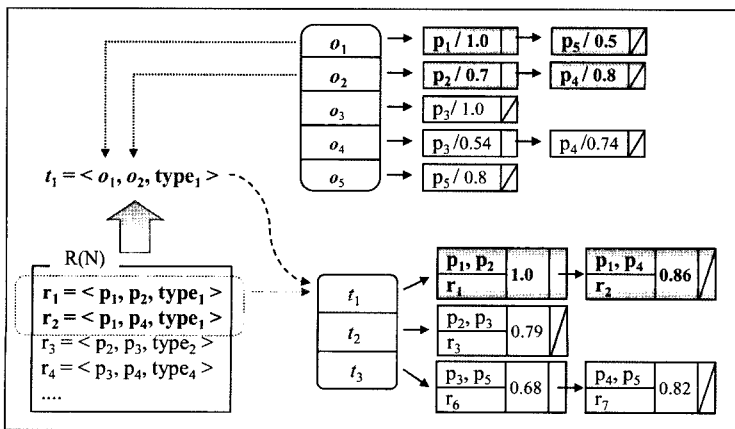 o₁ p₁ / 1.0 p₅ / 0.5
o₂ p₂ / 0.7 p₄ / 0.8
o₃ p₃ / 1.0
o₄ p₃ /0.54 p₄ /0.74
o₅ p₅ / 0.8
t₁ = < o₁, o₂, type₁ >
R(N)
r₁ = < p₁, p₂, type₁ >
r₂ = < p₁, p₄, type₁ >
r₃ = < p₂, p₃, type₂ >
r₄ = < p₃, p₄, type₄ >
....
t₁
t₂
t₃
p₁, p₂
r₁
1.0
p₁, p₄
r₂
0.86
p₂, p₃
r₃
0.79
p₃, p₅
r₆
0.68
p₄, p₅
r₇
0.82